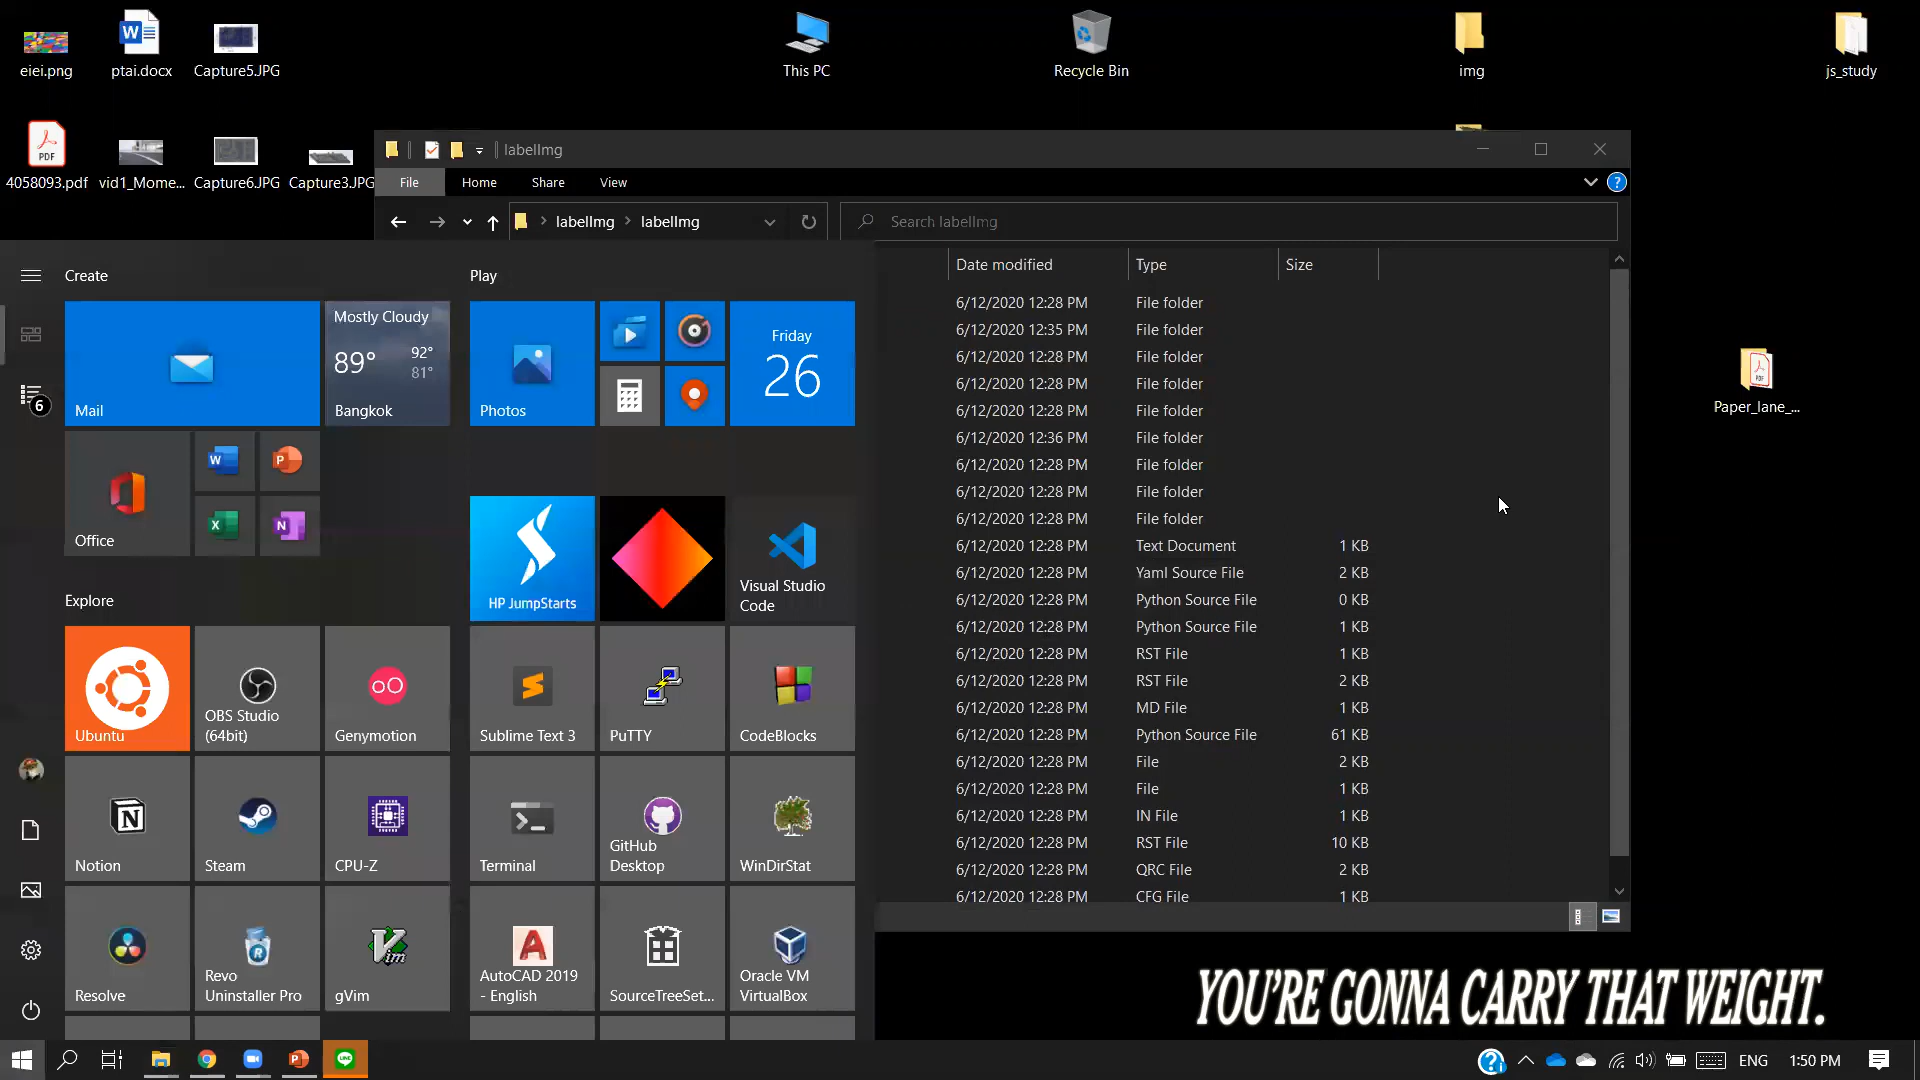 eiei.png
ptai.docx
Capture5.JPG
This PC
Recycle Bin
img
js_study
4058093.pdf
vid1_Mome...
Capture6.JPG
Capture3.JPG
labelImg
File
Home
Share
View
labelImg
labelImg
Search labelImg
Create
Play
Date modified
Type
Size
Mail
Mostly Cloudy
89°
92°
81°
Bangkok
Photos
Friday
26
6
Office
Explore
HP JumpStarts
Visual Studio
Code
Ubuntu
OBS Studio
(64bit)
Genymotion
Sublime Text 3
PuTTY
CodeBlocks
Notion
Steam
CPU-Z
Terminal
GitHub
Desktop
WinDirStat
Resolve
Revo
Uninstaller Pro
gVim
AutoCAD 2019
- English
SourceTreeSet...
Oracle VM
VirtualBox
6/12/2020 12:28 PM File folder
6/12/2020 12:35 PM File folder
6/12/2020 12:28 PM File folder
6/12/2020 12:28 PM File folder
6/12/2020 12:28 PM File folder
6/12/2020 12:36 PM File folder
6/12/2020 12:28 PM File folder
6/12/2020 12:28 PM File folder
6/12/2020 12:28 PM File folder
6/12/2020 12:28 PM Text Document 1 KB
6/12/2020 12:28 PM Yaml Source File 2 KB
6/12/2020 12:28 PM Python Source File 0 KB
6/12/2020 12:28 PM Python Source File 1 KB
6/12/2020 12:28 PM RST File 1 KB
6/12/2020 12:28 PM RST File 2 KB
6/12/2020 12:28 PM MD File 1 KB
6/12/2020 12:28 PM Python Source File 61 KB
6/12/2020 12:28 PM File 2 KB
6/12/2020 12:28 PM File 1 KB
6/12/2020 12:28 PM IN File 1 KB
6/12/2020 12:28 PM RST File 10 KB
6/12/2020 12:28 PM QRC File 2 KB
6/12/2020 12:28 PM CFG File 1 KB
Paper_lane_...
YOU'RE GONNA CARRY THAT WEIGHT.
ENG
1:50 PM